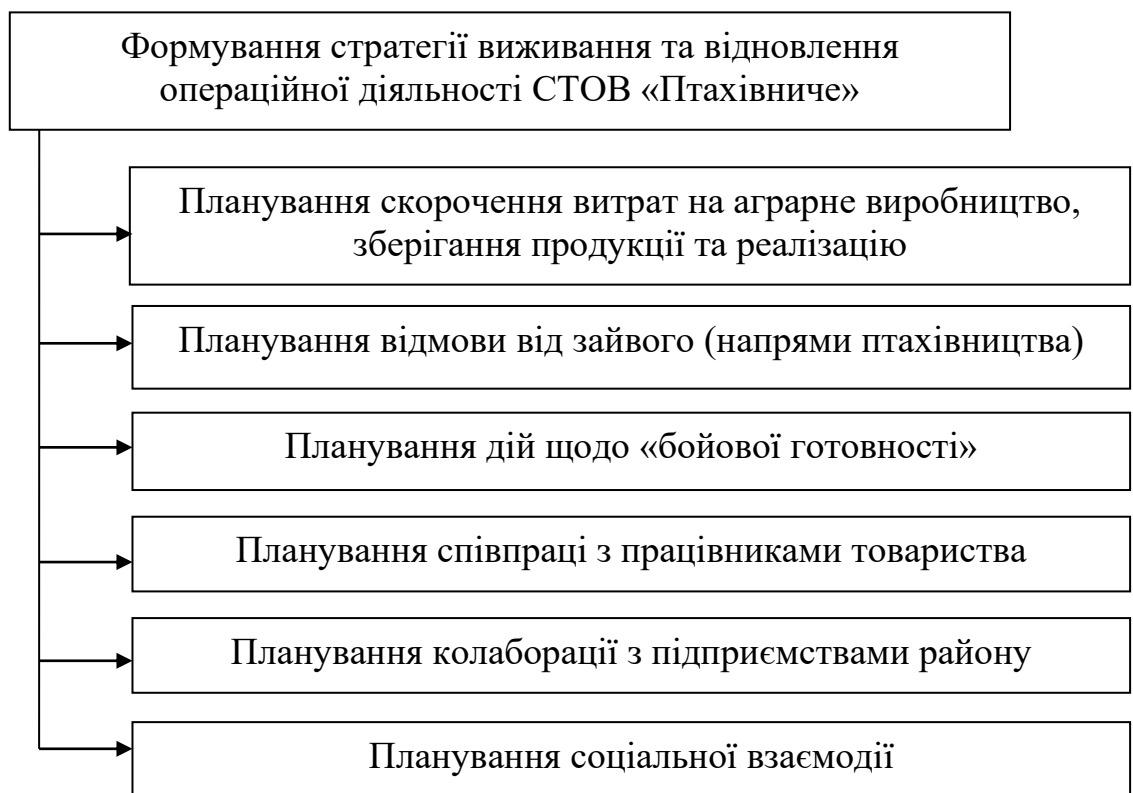 Формування стратегії виживання та відновлення
операційної діяльності СТОВ «Птахівниче»
Планування скорочення витрат на аграрне виробництво,
зберігання продукції та реалізацію
Планування відмови від зайвого (напрями птахівництва)
Планування дій щодо «бойової готовності»
Планування співпраці з працівниками товариства
Планування колаборації з підприємствами району
Планування соціальної взаємодії